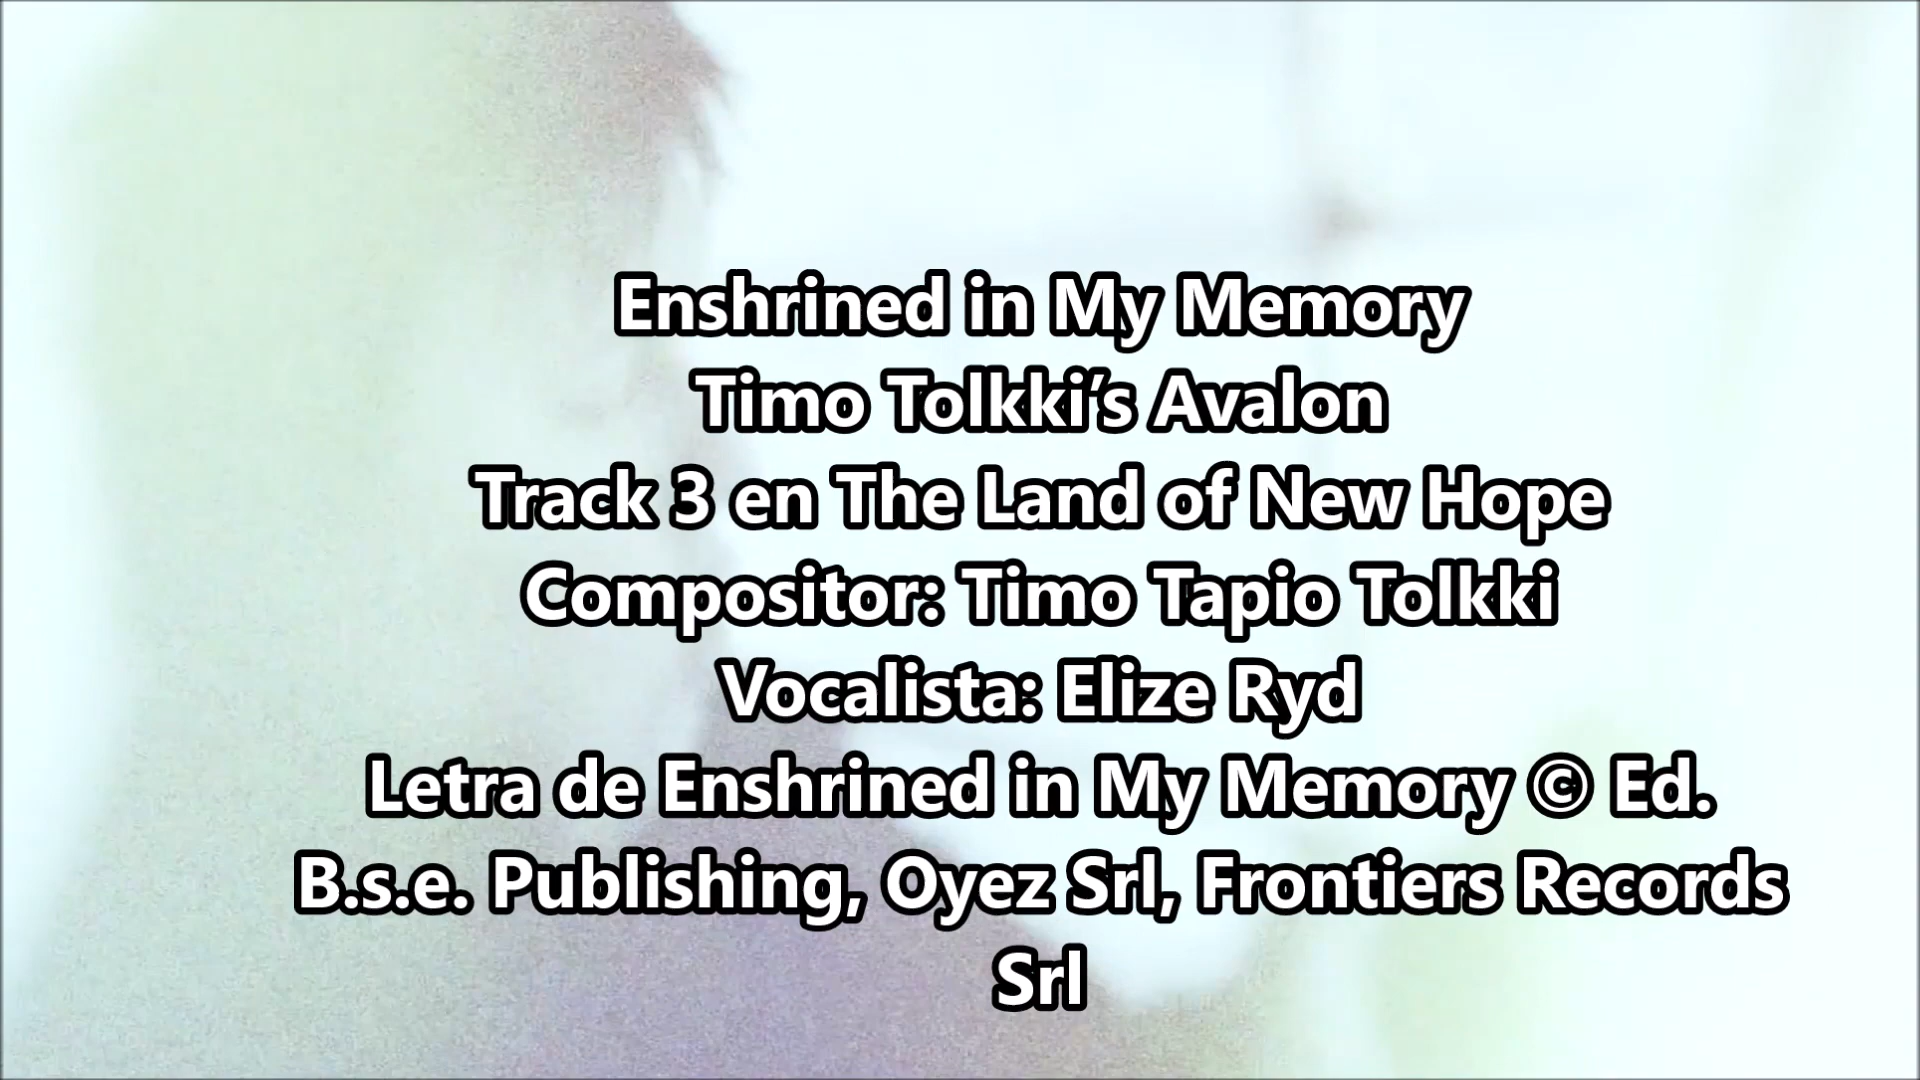 Enshrined in My Memory
Timo Tolkki’s Avalon
Track 3 en The Land of New Hope
Compositor: Timo Tapio Tolkki
Vocalista: Elize Ryd
Letra de Enshrined in My Memory © Ed.
B.s.e. Publishing, Oyez Srl, Frontiers Records
Srl